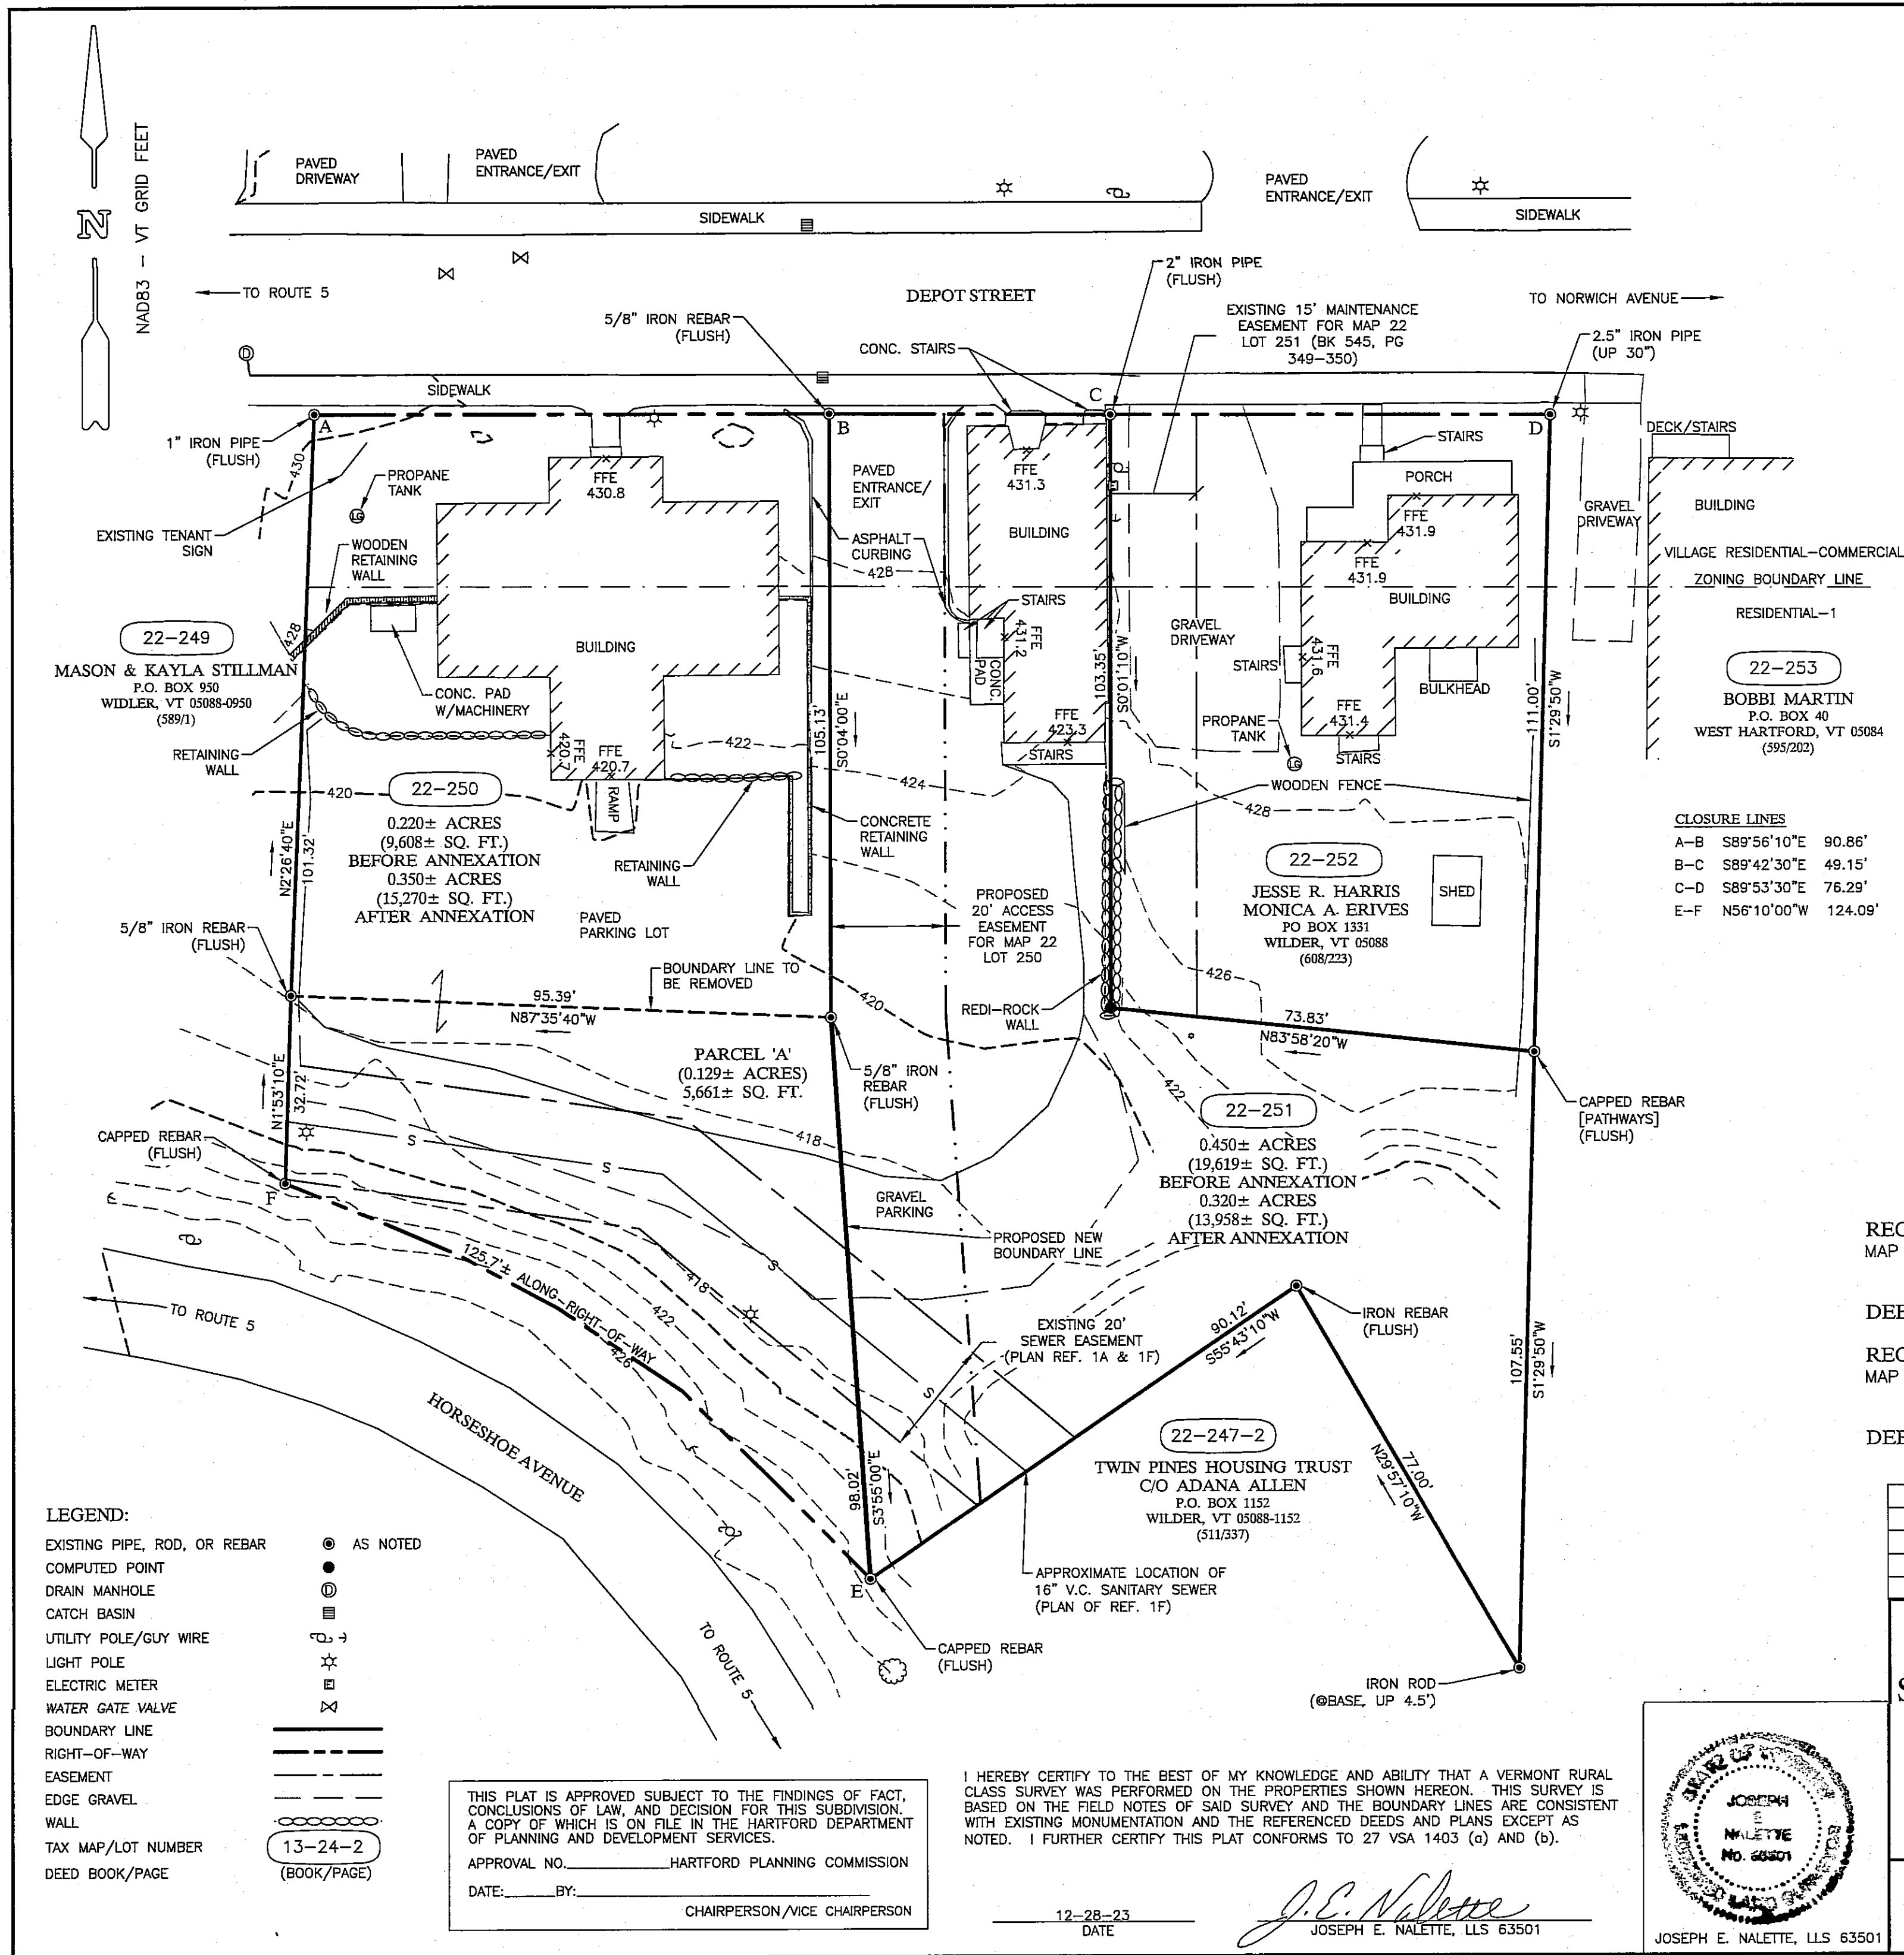 NAD83 - VT GRID FEET
N
PAVED
DRIVEWAY
PAVED
ENTRANCE/EXIT
SIDEWALK
PAVED
ENTRANCE/EXIT
SIDEWALK
TO ROUTE 5
DEPOT STREET
2" IRON PIPE
(FLUSH)
TO NORWICH AVENUE
5/8" IRON REBAR
(FLUSH)
CONC. STAIRS
EXISTING 15' MAINTENANCE
EASEMENT FOR MAP 22
LOT 251 (BK 545, PG
349-350)
2.5" IRON PIPE
(UP 30")
D
SIDEWALK
A
B
C
D
1" IRON PIPE
(FLUSH)
430
PROPANE
TANK
LG
EXISTING TENANT
SIGN
WOODEN
RETAINING
WALL
FFE
430.8
PAVED
ENTRANCE/
EXIT
ASPHALT
CURBING
428
FFE
431.3
BUILDING
E
STAIRS
PORCH
FFE
431.9
FFE
431.9
BUILDING
DECK/STAIRS
GRAVEL
DRIVEWAY
BUILDING
VILLAGE RESIDENTIAL-COMMERCIAL
ZONING BOUNDARY LINE
RESIDENTIAL-1
22-249
MASON & KAYLA STILLMAN
P.O. BOX 950
WIDLER, VT 05088-0950
(589/1)
428
BUILDING
CONC. PAD
W/MACHINERY
RETAINING
WALL
STAIRS
FFE
431.2
CONC.
PAD
FFE
423.3
STAIRS
103.35'
S0°01'10"W
GRAVEL
DRIVEWAY
STAIRS
FFE
431.6
BULKHEAD
FFE
431.4
STAIRS
PROPANE
TANK
LG
111.00'
S1°29'50"W
22-253
BOBBI MARTIN
P.O. BOX 40
WEST HARTFORD, VT 05084
(595/202)
105.13'
S0°04'00"E
FFE
420.7
FFE
420.7
RAMP
422
424
420
22-250
0.220± ACRES
(9,608± SQ. FT.)
BEFORE ANNEXATION
0.350± ACRES
(15,270± SQ. FT.)
AFTER ANNEXATION
N2°26'40"E
101.32'
RETAINING
WALL
CONCRETE
RETAINING
WALL
PAVED
PARKING LOT
PROPOSED
20' ACCESS
EASEMENT
FOR MAP 22
LOT 250
WOODEN FENCE
428
22-252
JESSE R. HARRIS
MONICA A. ERIVES
PO BOX 1331
WILDER, VT 05088
(608/223)
SHED
CLOSURE LINES
A-B S89°56'10"E 90.86'
B-C S89°42'30"E 49.15'
C-D S89°53'30"E 76.29'
E-F N56°10'00"W 124.09'
5/8" IRON REBAR
(FLUSH)
BOUNDARY LINE TO
BE REMOVED
95.39'
N87°35'40"W
420
REDI-ROCK
WALL
426
73.83'
N83°58'20"W
PARCEL 'A'
(0.129± ACRES)
5,661± SQ. FT.
5/8" IRON
REBAR
(FLUSH)
422
CAPPED REBAR
[PATHWAYS]
(FLUSH)
N1°53'10"E
32.72'
CAPPED REBAR
(FLUSH)
F
S
S
418
22-251
0.450± ACRES
(19,619± SQ. FT.)
BEFORE ANNEXATION
0.320± ACRES
(13,958± SQ. FT.)
AFTER ANNEXATION
GRAVEL
PARKING
PROPOSED NEW
BOUNDARY LINE
125.7'± ALONG-RIGHT-OF-WAY
418
S
422
426
TO ROUTE 5
HORSESHOE AVENUE
EXISTING 20'
SEWER EASEMENT
(PLAN REF. 1A & 1F)
S
90.12'
S55°43'10"W
IRON REBAR
(FLUSH)
107.55'
S1°29'50"W
77.00'
N29°57'10"W
22-247-2
TWIN PINES HOUSING TRUST
C/O ADANA ALLEN
P.O. BOX 1152
WILDER, VT 05088-1152
(511/337)
98.02'
S3°55'00"E
E
APPROXIMATE LOCATION OF
16" V.C. SANITARY SEWER
(PLAN OF REF. 1F)
CAPPED REBAR
(FLUSH)
TO ROUTE 5
IRON ROD
(@BASE, UP 4.5')
REC
MAP
DEE
REC
MAP
DEE
S
LEGEND:
EXISTING PIPE, ROD, OR REBAR AS NOTED
COMPUTED POINT
DRAIN MANHOLE D
CATCH BASIN
UTILITY POLE/GUY WIRE
LIGHT POLE
ELECTRIC METER E
WATER GATE VALVE
BOUNDARY LINE
RIGHT-OF-WAY
EASEMENT
EDGE GRAVEL
WALL
TAX MAP/LOT NUMBER 13-24-2
DEED BOOK/PAGE (BOOK/PAGE)
THIS PLAT IS APPROVED SUBJECT TO THE FINDINGS OF FACT,
CONCLUSIONS OF LAW, AND DECISION FOR THIS SUBDIVISION.
A COPY OF WHICH IS ON FILE IN THE HARTFORD DEPARTMENT
OF PLANNING AND DEVELOPMENT SERVICES.
APPROVAL NO. HARTFORD PLANNING COMMISSION
DATE: BY:
CHAIRPERSON/VICE CHAIRPERSON
I HEREBY CERTIFY TO THE BEST OF MY KNOWLEDGE AND ABILITY THAT A VERMONT RURAL
CLASS SURVEY WAS PERFORMED ON THE PROPERTIES SHOWN HEREON. THIS SURVEY IS
BASED ON THE FIELD NOTES OF SAID SURVEY AND THE BOUNDARY LINES ARE CONSISTENT
WITH EXISTING MONUMENTATION AND THE REFERENCED DEEDS AND PLANS EXCEPT AS
NOTED. I FURTHER CERTIFY THIS PLAT CONFORMS TO 27 VSA 1403 (a) AND (b).
12-28-23
DATE
J.E. Nalette
JOSEPH E. NALETTE, LLS 63501
JOSEPH
E
NALETTE
No. 63501
JOSEPH E. NALETTE, LLS 63501